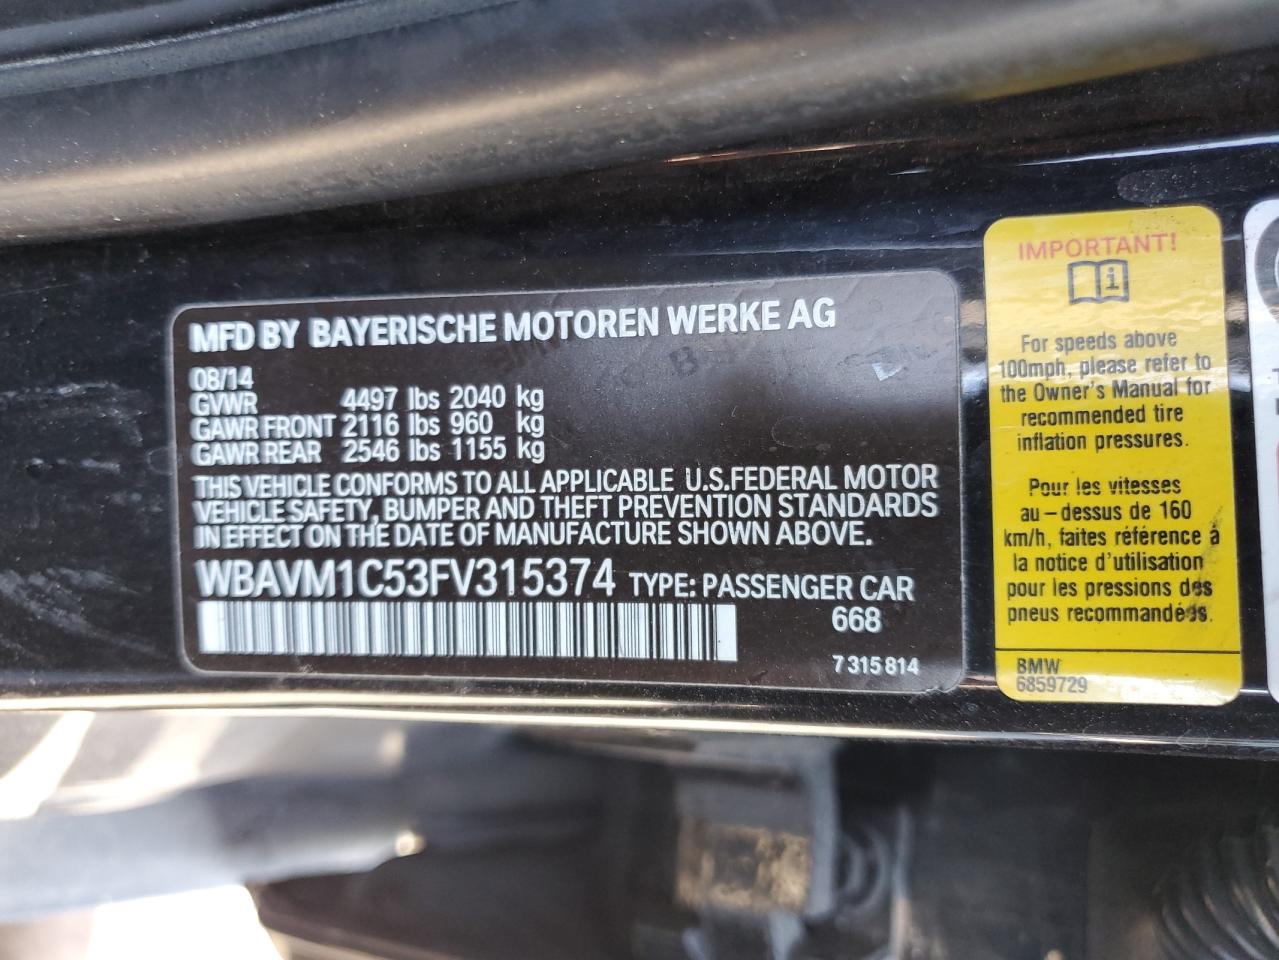 MFD BY BAYERISCHE MOTOREN WERKE AG
08/14
GVWR 4497 lbs 2040 kg
GAWR FRONT 2116 lbs 960 kg
GAWR REAR 2546 lbs 1155 kg
THIS VEHICLE CONFORMS TO ALL APPLICABLE U.S.FEDERAL MOTOR
VEHICLE SAFETY, BUMPER AND THEFT PREVENTION STANDARDS
IN EFFECT ON THE DATE OF MANUFACTURE SHOWN ABOVE.
WBAVM1C53FV315374 TYPE: PASSENGER CAR
668
7 315 814
IMPORTANT!
For speeds above
100mph, please refer to
the Owner's Manual for
recommended tire
inflation pressures.
Pour les vitesses
au-dessus de 160
km/h, faites référence à
la notice d'utilisation
pour les pressions des
pneus recommandées.
BMW
6859729